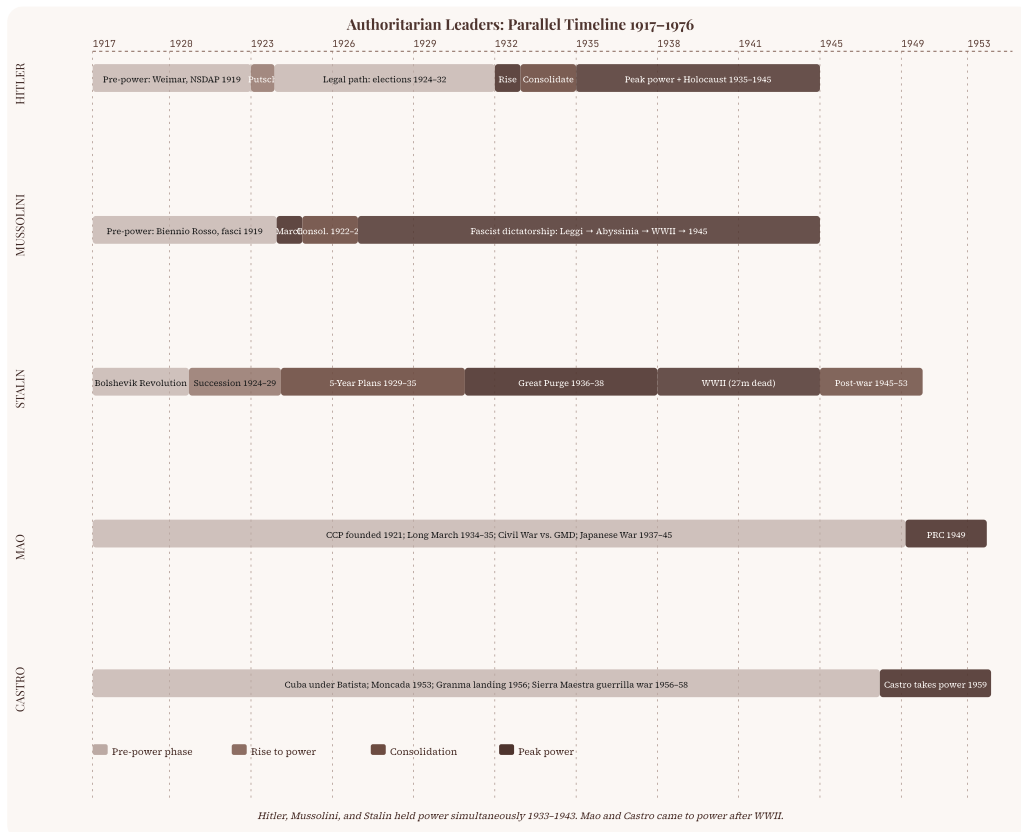 Authoritarian Leaders: Parallel Timeline 1917–1976
1917 1920 1923 1926 1929 1932 1935 1938 1941 1945 1949 1953
HITLER
Pre-power: Weimar, NSDAP 1919 Putsch Legal path: elections 1924–32 Rise Consolidate Peak power + Holocaust 1935–1945
MUSSOLINI
Pre-power: Biennio Rosso, fasci 1919 March Consol. 1922–2 Fascist dictatorship: Leggi → Abyssinia → WWII → 1945
STALIN
Bolshevik Revolution Succession 1924–29 5-Year Plans 1929–35 Great Purge 1936–38 WWII (27m dead) Post-war 1945–53
MAO
CCP founded 1921; Long March 1934–35; Civil War vs. GMD; Japanese War 1937–45 PRC 1949
CASTRO
Cuba under Batista; Moncada 1953; Granma landing 1956; Sierra Maestra guerrilla war 1956–58 Castro takes power 1959
Pre-power phase Rise to power Consolidation Peak power
Hitler, Mussolini, and Stalin held power simultaneously 1933–1943. Mao and Castro came to power after WWII.